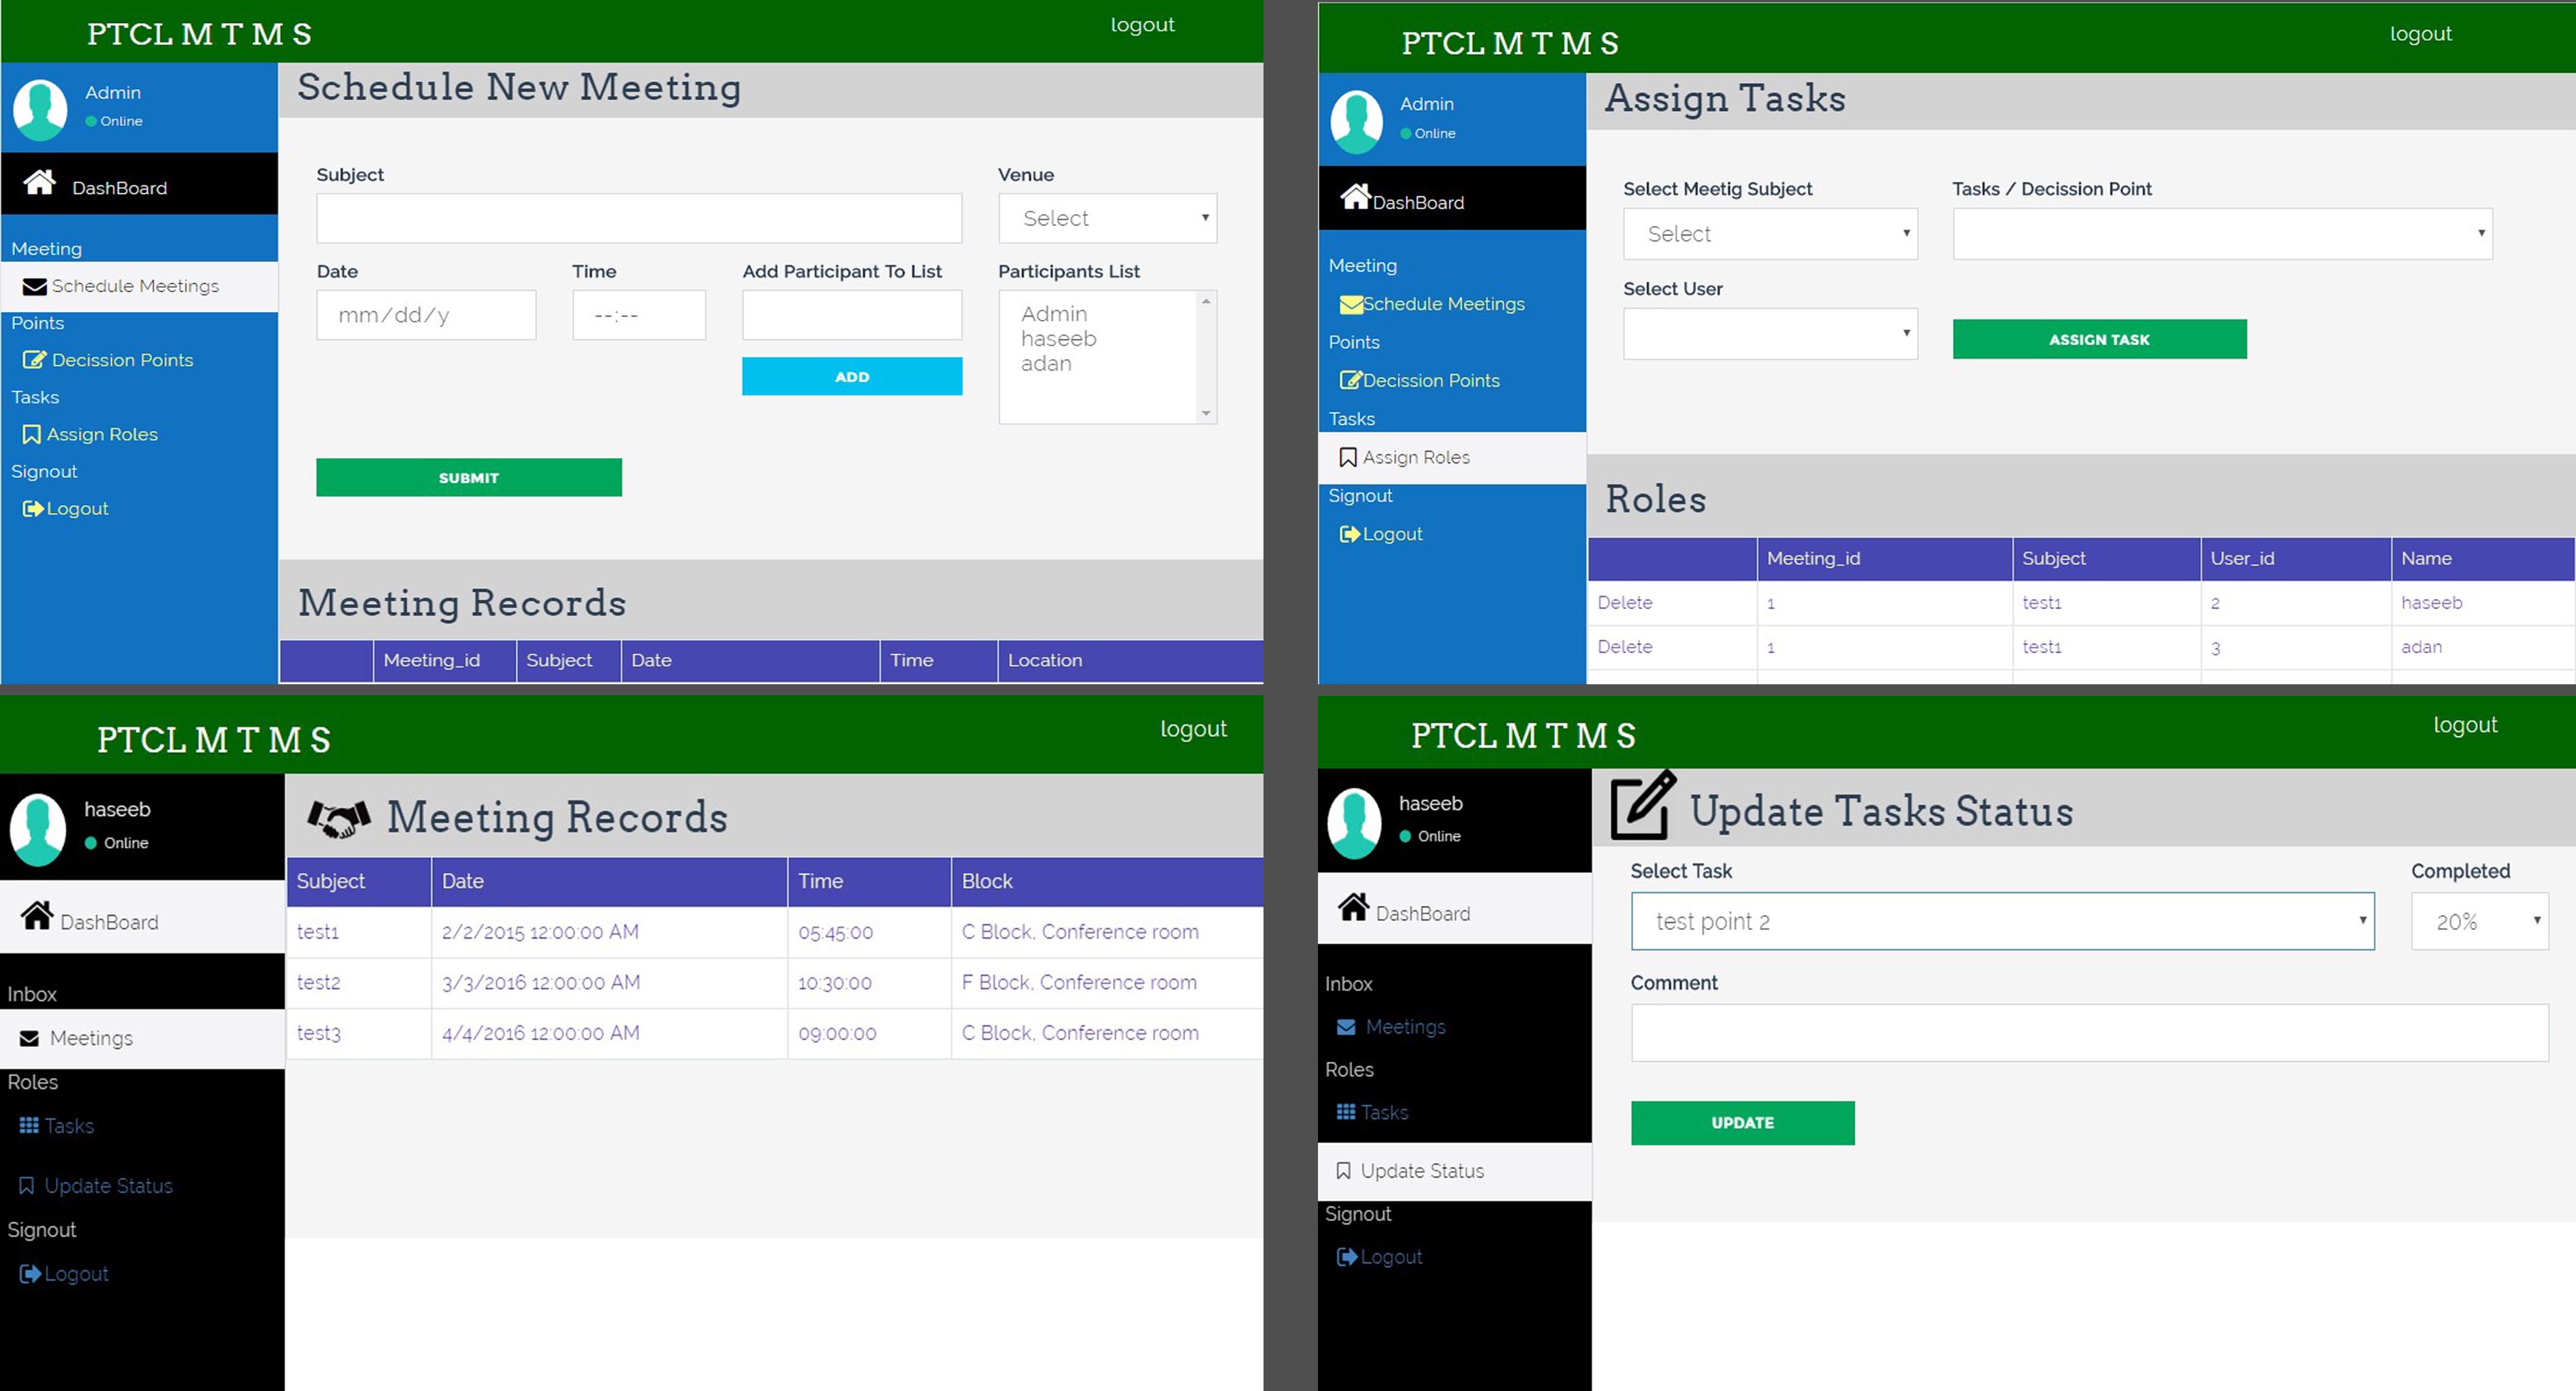 PTCL M T M S
logout
Admin
Online
DashBoard
Meeting
Schedule Meetings
Points
Decission Points
Tasks
Assign Roles
Signout
Logout
Schedule New Meeting
Subject
Venue
Select
Date
Time
Add Participant To List
Participants List
mm/dd/y
--:--
Admin
haseeb
adan
ADD
SUBMIT
Meeting Records
Meeting_id Subject Date Time Location
PTCL M T M S
logout
Admin
Online
DashBoard
Meeting
Schedule Meetings
Points
Decission Points
Tasks
Assign Roles
Signout
Logout
Assign Tasks
Select Meetig Subject
Tasks / Decission Point
Select
Select User
ASSIGN TASK
Roles
Meeting_id Subject User_id Name
Delete 1 test1 2 haseeb
Delete 1 test1 3 adan
PTCL M T M S
logout
haseeb
Online
DashBoard
Inbox
Meetings
Roles
Tasks
Update Status
Signout
Logout
Meeting Records
Subject Date Time Block
test1 2/2/2015 12:00:00 AM 05:45:00 C Block, Conference room
test2 3/3/2016 12:00:00 AM 10:30:00 F Block, Conference room
test3 4/4/2016 12:00:00 AM 09:00:00 C Block, Conference room
PTCL M T M S
logout
haseeb
Online
DashBoard
Inbox
Meetings
Roles
Tasks
Update Status
Signout
Logout
Update Tasks Status
Select Task
Completed
test point 2
20%
Comment
UPDATE